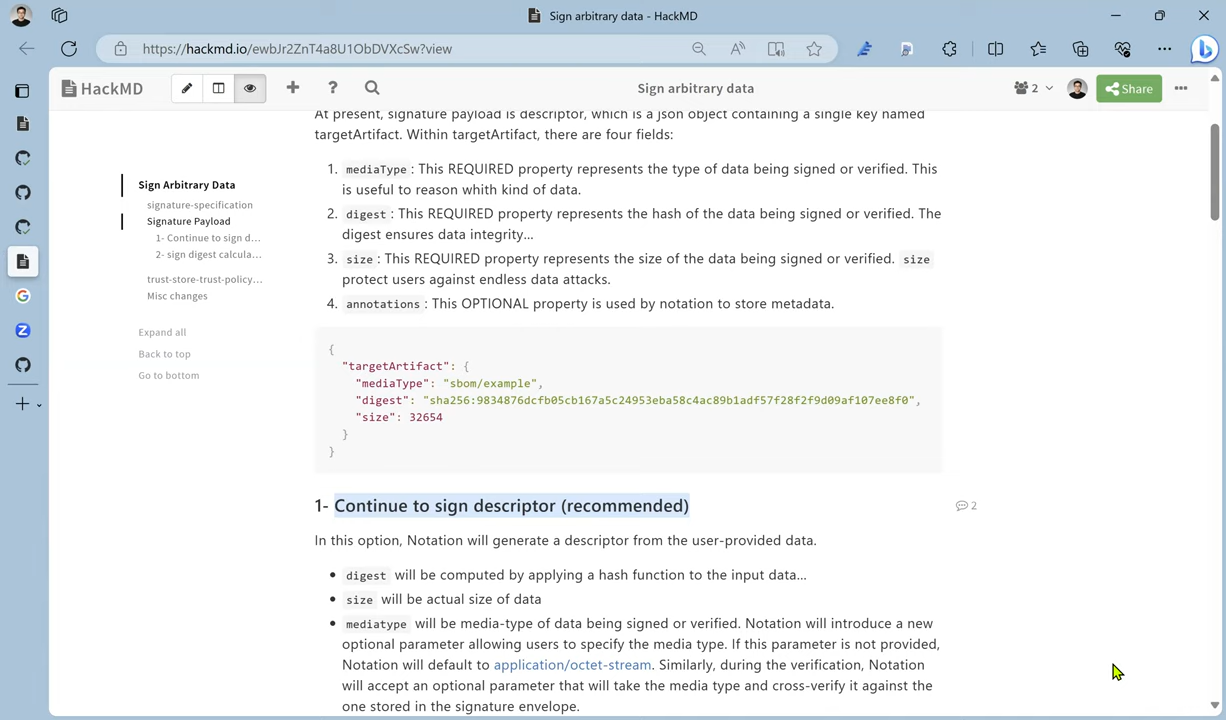 Sign arbitrary data - HackMD
https://hackmd.io/ewbJr2ZnT4a8U1ObDVXcSw?view
HackMD
Sign arbitrary data
2
Share
Sign Arbitrary Data
signature-specification
Signature Payload
1- Continue to sign d...
2- sign digest calcula...
trust-store-trust-policy...
Misc changes
Expand all
Back to top
Go to bottom
At present, signature payload is descriptor, which is a json object containing a single key named
targetArtifact. Within targetArtifact, there are four fields:
1. mediaType : This REQUIRED property represents the type of data being signed or verified. This
is useful to reason whith kind of data.
2. digest : This REQUIRED property represents the hash of the data being signed or verified. The
digest ensures data integrity...
3. size : This REQUIRED property represents the size of the data being signed or verified. size
protect users against endless data attacks.
4. annotations : This OPTIONAL property is used by notation to store metadata.
{
"targetArtifact": {
"mediaType": "sbom/example",
"digest": "sha256:9834876dcfb05cb167a5c24953eba58c4ac89b1adf57f28f2f9d09af107ee8f0",
"size": 32654
}
}
1- Continue to sign descriptor (recommended)
2
In this option, Notation will generate a descriptor from the user-provided data.
• digest will be computed by applying a hash function to the input data...
• size will be actual size of data
• mediatype will be media-type of data being signed or verified. Notation will introduce a new
optional parameter allowing users to specify the media type. If this parameter is not provided,
Notation will default to application/octet-stream. Similarly, during the verification, Notation
will accept an optional parameter that will take the media type and cross-verify it against the
one stored in the signature envelope.